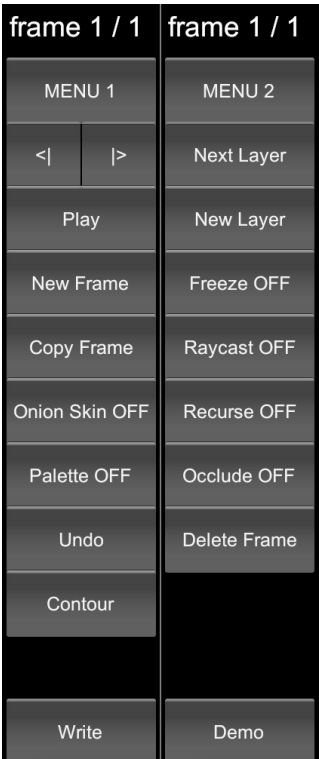 frame 1 / 1
MENU 1
<| |>
Play
New Frame
Copy Frame
Onion Skin OFF
Palette OFF
Undo
Contour
Write
frame 1 / 1
MENU 2
Next Layer
New Layer
Freeze OFF
Raycast OFF
Recurse OFF
Occlude OFF
Delete Frame
Demo